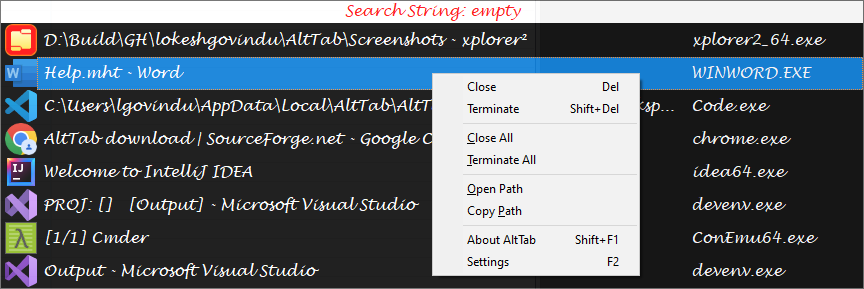 Search String: empty
D:\Build\GH\lokeshgovindu\AltTab\Screenshots - xplorer² xplorer2_64.exe
Help.mht - Word WINWORD.EXE
C:\Users\lgovindu\AppData\Local\AltTab\AltT ksp... Code.exe
AltTab download | SourceForge.net - Google C chrome.exe
Welcome to IntelliJ IDEA idea64.exe
PROJ: [] [Output] - Microsoft Visual Studio devenv.exe
[1/1] Cmder ConEmu64.exe
Output - Microsoft Visual Studio devenv.exe
Close Del
Terminate Shift+Del
Close All
Terminate All
Open Path
Copy Path
About AltTab Shift+F1
Settings F2